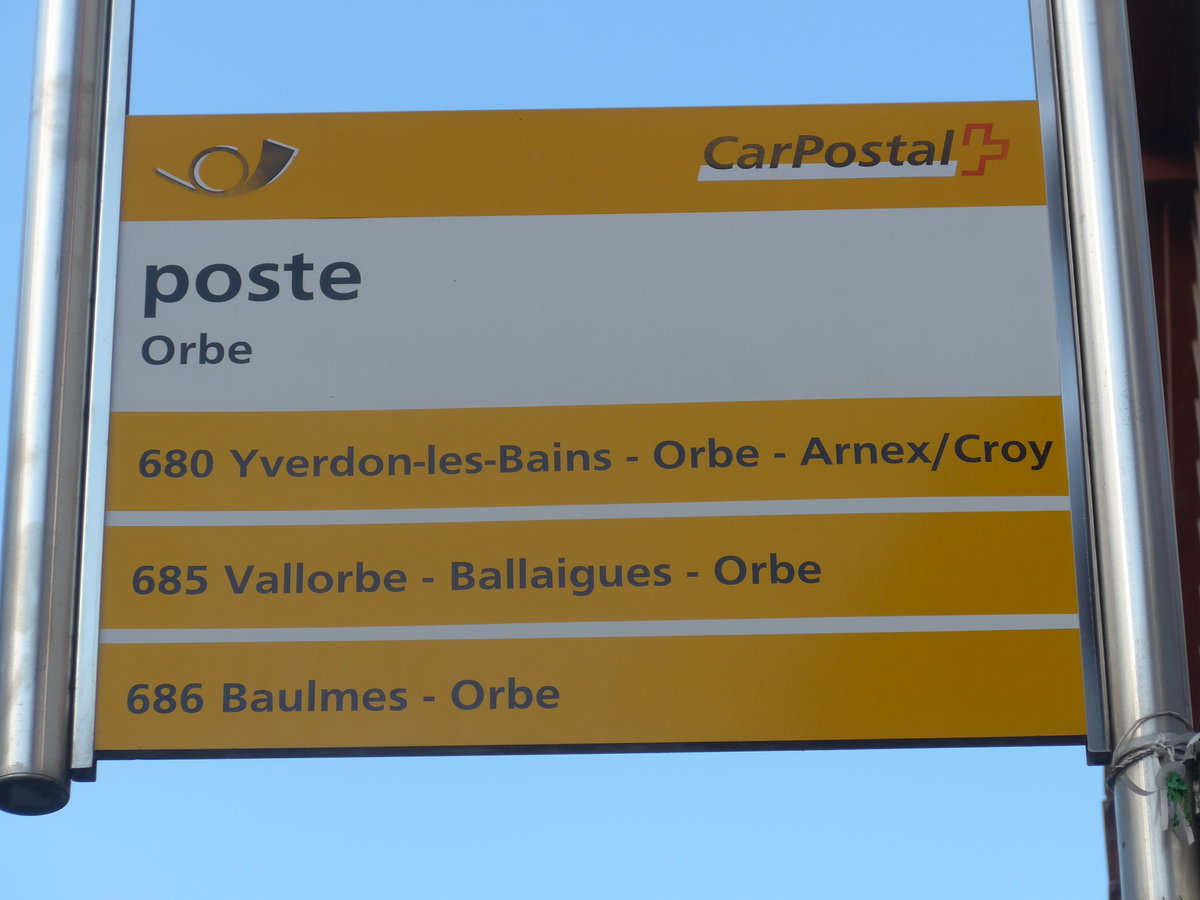 CarPostal
poste
Orbe
680 Yverdon-les-Bains - Orbe - Arnex/Croy
685 Vallorbe - Ballaigues - Orbe
686 Baulmes - Orbe